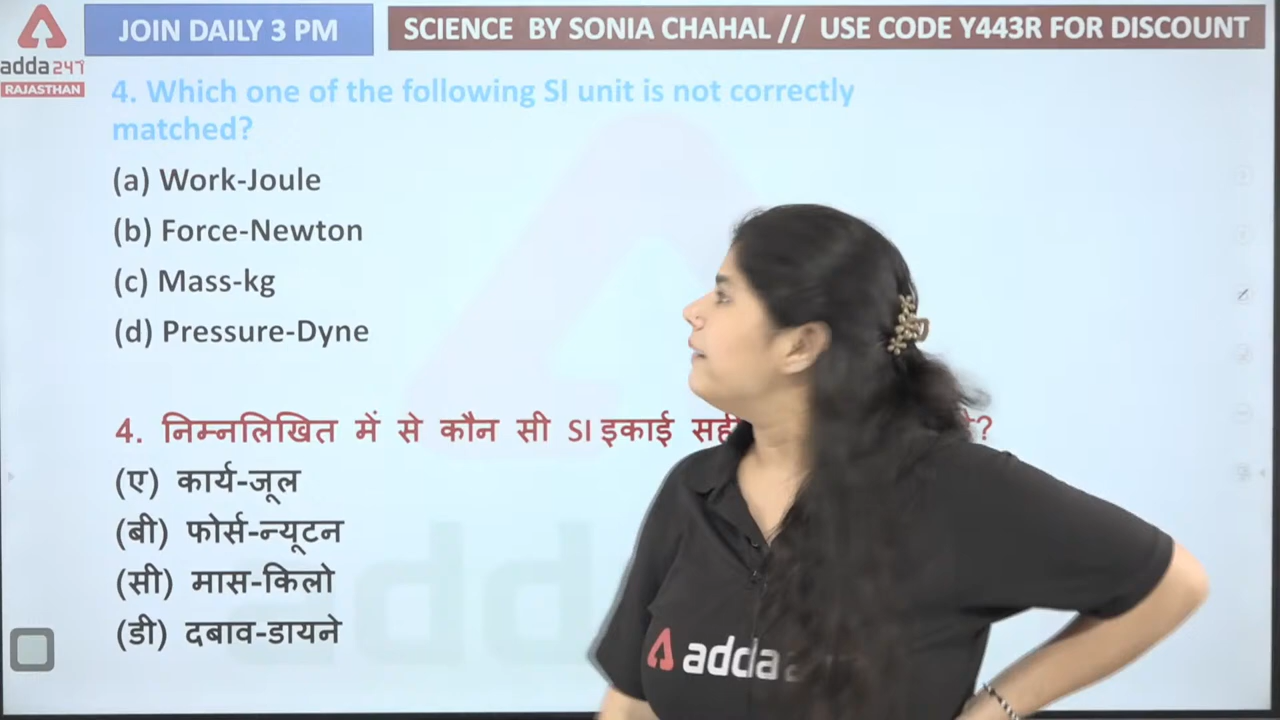 JOIN DAILY 3 PM
SCIENCE BY SONIA CHAHAL // USE CODE Y443R FOR DISCOUNT
adda 247
RAJASTHAN
4. Which one of the following SI unit is not correctly
matched?
(a) Work-Joule
(b) Force-Newton
(c) Mass-kg
(d) Pressure-Dyne
4. निम्नलिखित में से कौन सी SI इकाई ?
(ए) कार्य-जूल
(बी) फोर्स-न्यूटन
(सी) मास-किलो
(डी) दबाव-डायने
adda